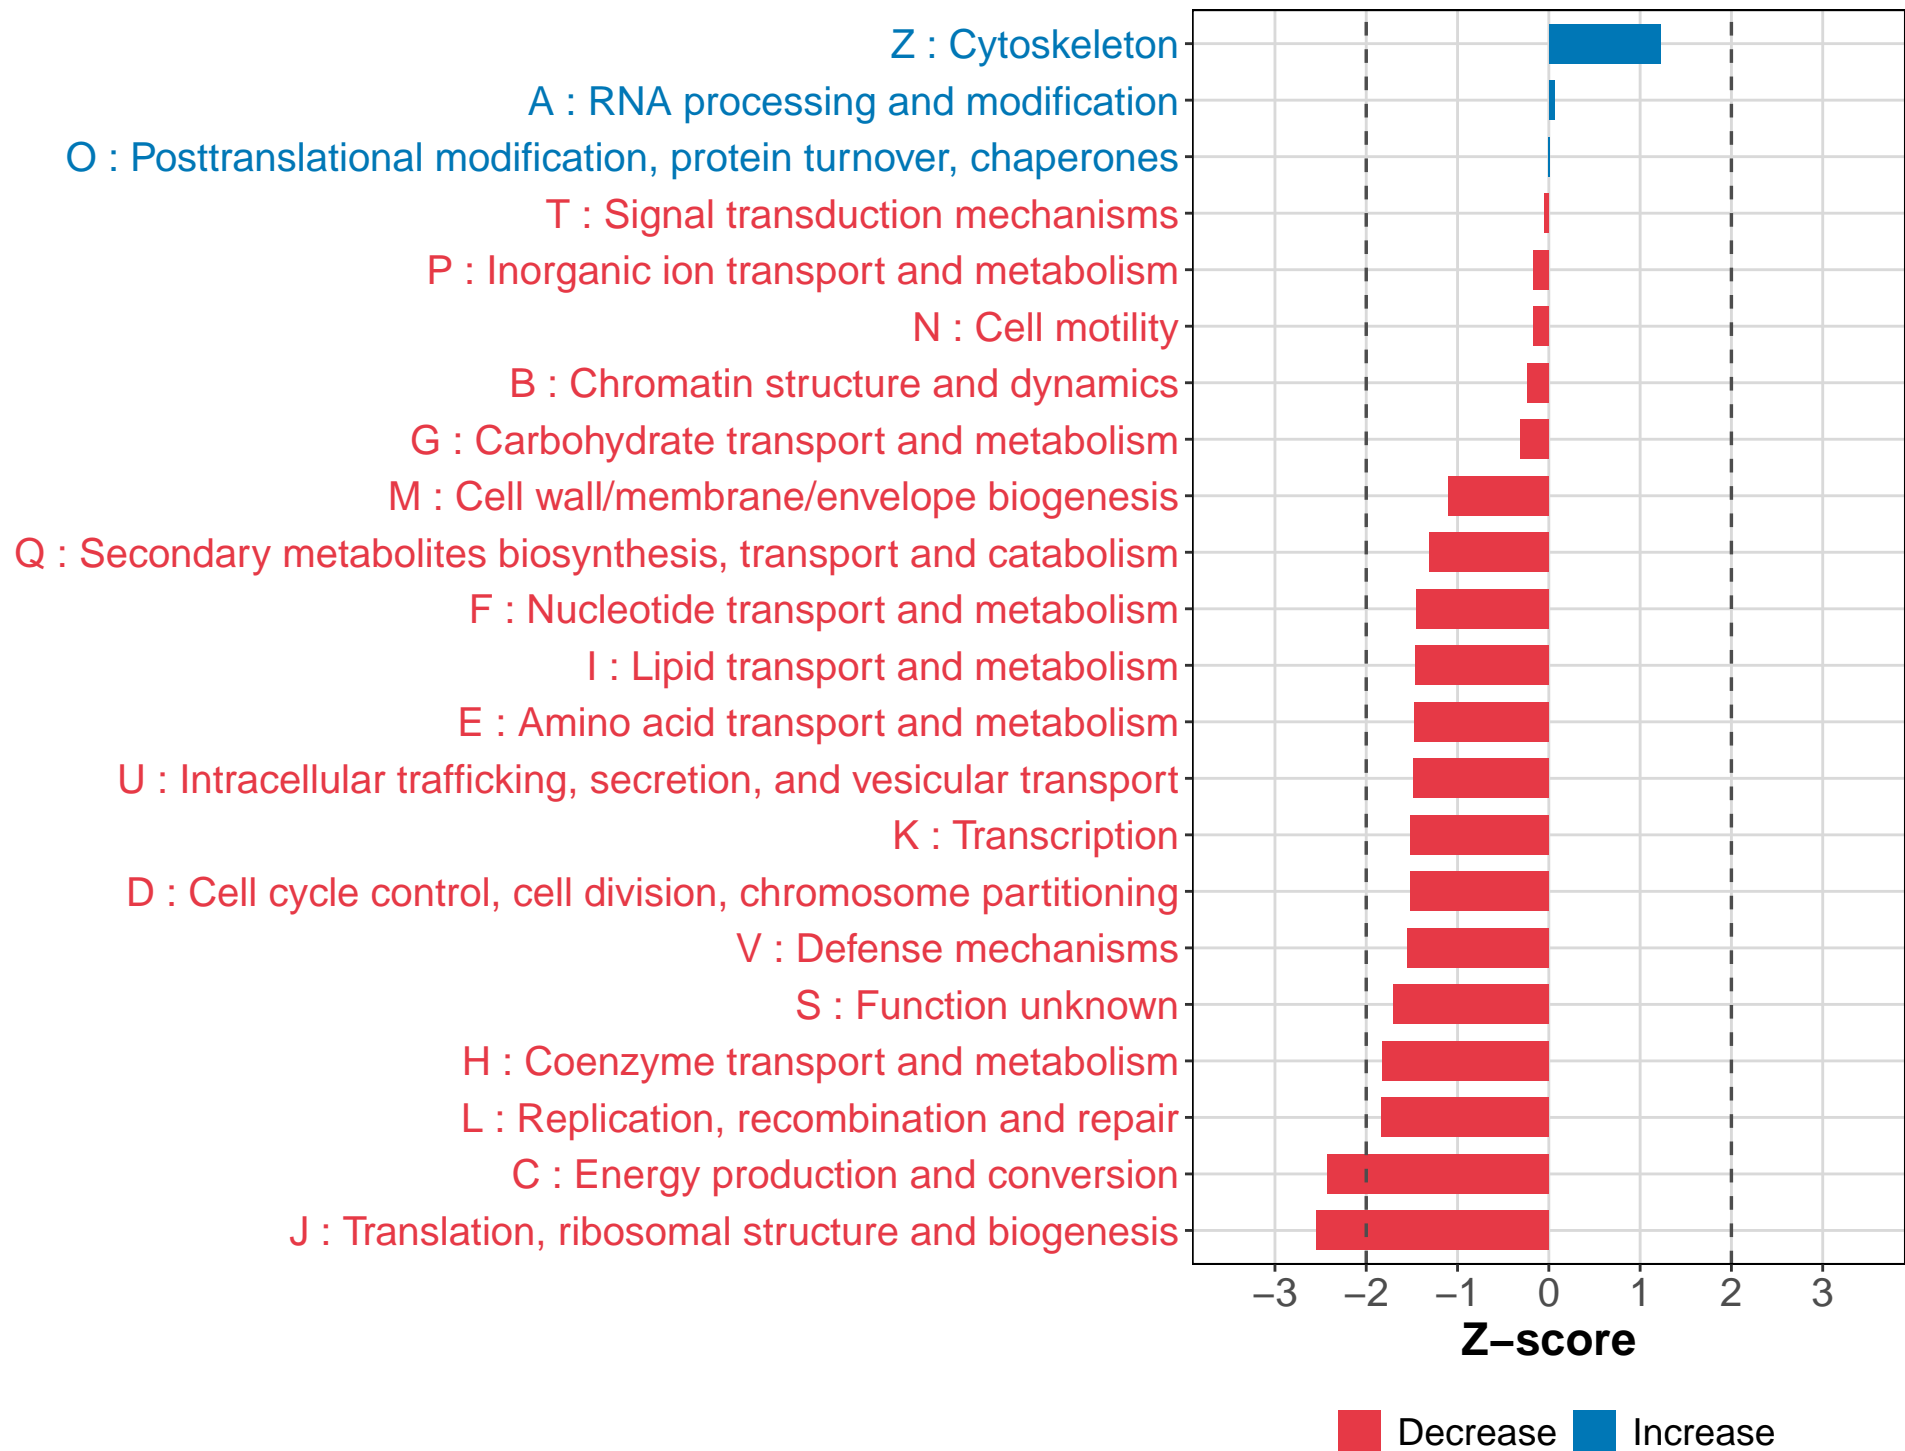 Z : Cytoskeleton
A : RNA processing and modification
O : Posttranslational modification, protein turnover, chaperones
T : Signal transduction mechanisms
P : Inorganic ion transport and metabolism
N : Cell motility
B : Chromatin structure and dynamics
G : Carbohydrate transport and metabolism
M : Cell wall/membrane/envelope biogenesis
Q : Secondary metabolites biosynthesis, transport and catabolism
F : Nucleotide transport and metabolism
I : Lipid transport and metabolism
E : Amino acid transport and metabolism
U : Intracellular trafficking, secretion, and vesicular transport
K : Transcription
D : Cell cycle control, cell division, chromosome partitioning
V : Defense mechanisms
S : Function unknown
H : Coenzyme transport and metabolism
L : Replication, recombination and repair
C : Energy production and conversion
J : Translation, ribosomal structure and biogenesis
−3 −2 −1 0 1 2 3
Z−score
Decrease Increase